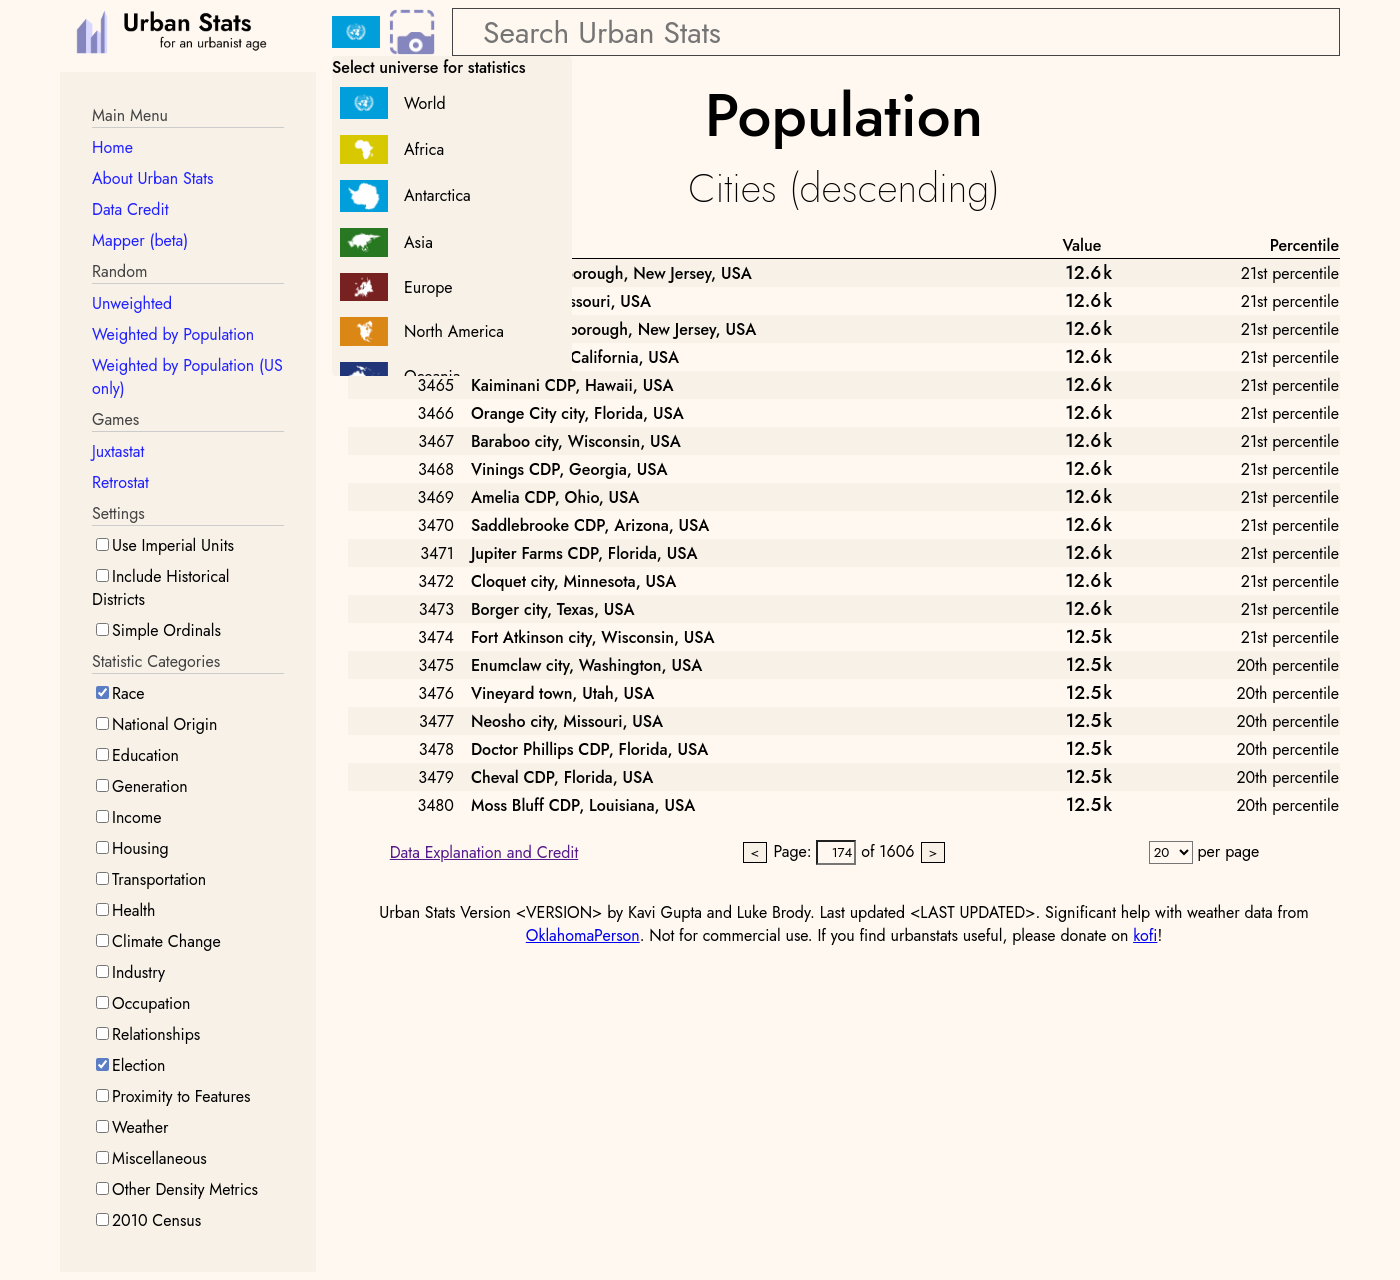 Urban Stats
for an urbanist age
Search Urban Stats
Select universe for statistics
World
Africa
Antarctica
Asia
Europe
North America
Main Menu
Home
About Urban Stats
Data Credit
Mapper (beta)
Random
Unweighted
Weighted by Population
Weighted by Population (US
only)
Games
Juxtastat
Retrostat
Settings
Use Imperial Units
Include Historical
Districts
Simple Ordinals
Statistic Categories
Race
National Origin
Education
Generation
Income
Housing
Transportation
Health
Climate Change
Industry
Occupation
Relationships
Election
Proximity to Features
Weather
Miscellaneous
Other Density Metrics
2010 Census
Population
Cities (descending)
Value Percentile
borough, New Jersey, USA 12.6k 21st percentile
ssouri, USA 12.6k 21st percentile
borough, New Jersey, USA 12.6k 21st percentile
California, USA 12.6k 21st percentile
3465 Kaiminani CDP, Hawaii, USA 12.6k 21st percentile
3466 Orange City city, Florida, USA 12.6k 21st percentile
3467 Baraboo city, Wisconsin, USA 12.6k 21st percentile
3468 Vinings CDP, Georgia, USA 12.6k 21st percentile
3469 Amelia CDP, Ohio, USA 12.6k 21st percentile
3470 Saddlebrooke CDP, Arizona, USA 12.6k 21st percentile
3471 Jupiter Farms CDP, Florida, USA 12.6k 21st percentile
3472 Cloquet city, Minnesota, USA 12.6k 21st percentile
3473 Borger city, Texas, USA 12.6k 21st percentile
3474 Fort Atkinson city, Wisconsin, USA 12.5k 21st percentile
3475 Enumclaw city, Washington, USA 12.5k 20th percentile
3476 Vineyard town, Utah, USA 12.5k 20th percentile
3477 Neosho city, Missouri, USA 12.5k 20th percentile
3478 Doctor Phillips CDP, Florida, USA 12.5k 20th percentile
3479 Cheval CDP, Florida, USA 12.5k 20th percentile
3480 Moss Bluff CDP, Louisiana, USA 12.5k 20th percentile
Data Explanation and Credit < Page: 174 of 1606 > 20 per page
Urban Stats Version <VERSION> by Kavi Gupta and Luke Brody. Last updated <LAST UPDATED>. Significant help with weather data from
OklahomaPerson. Not for commercial use. If you find urbanstats useful, please donate on kofi!